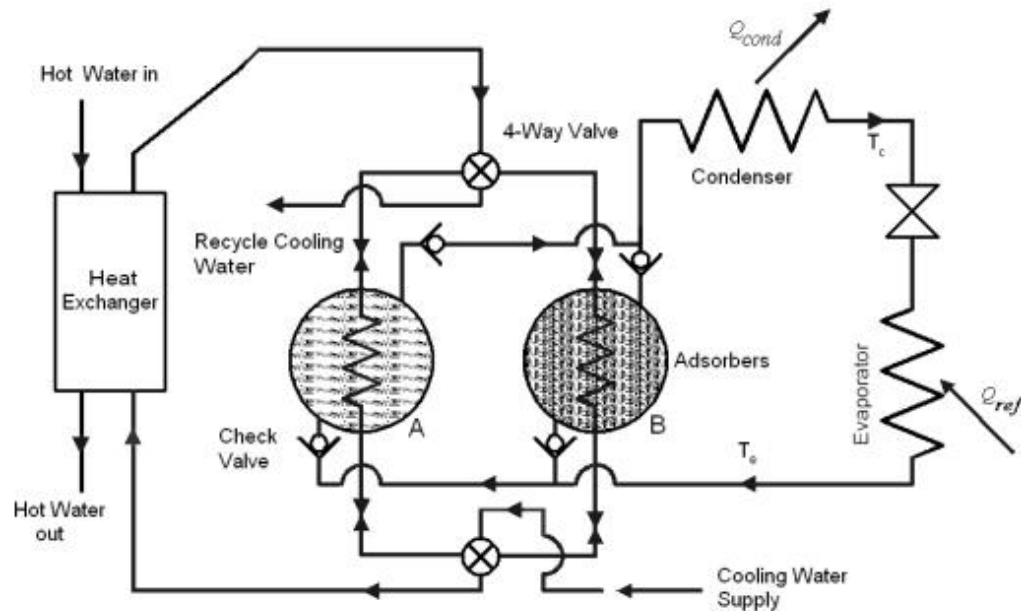 Q_cond
Hot Water in
4-Way Valve
T_c
Condenser
Recycle Cooling
Water
Heat
Exchanger
Adsorbers
Evaporator
Q_ref
A
B
Check
Valve
T_e
Hot Water
out
Cooling Water
Supply